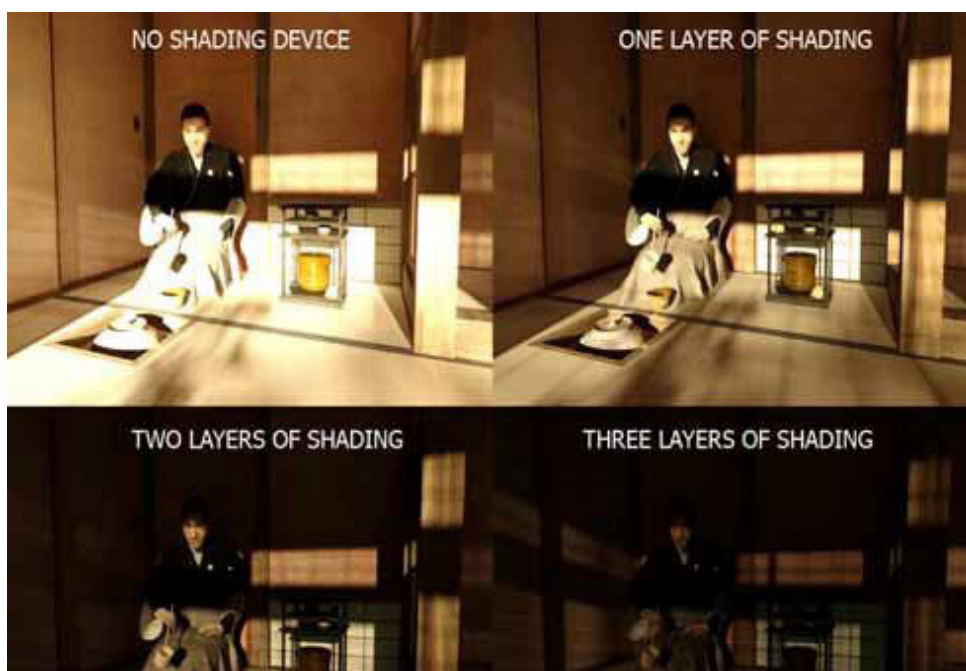 NO SHADING DEVICE
ONE LAYER OF SHADING
TWO LAYERS OF SHADING
THREE LAYERS OF SHADING